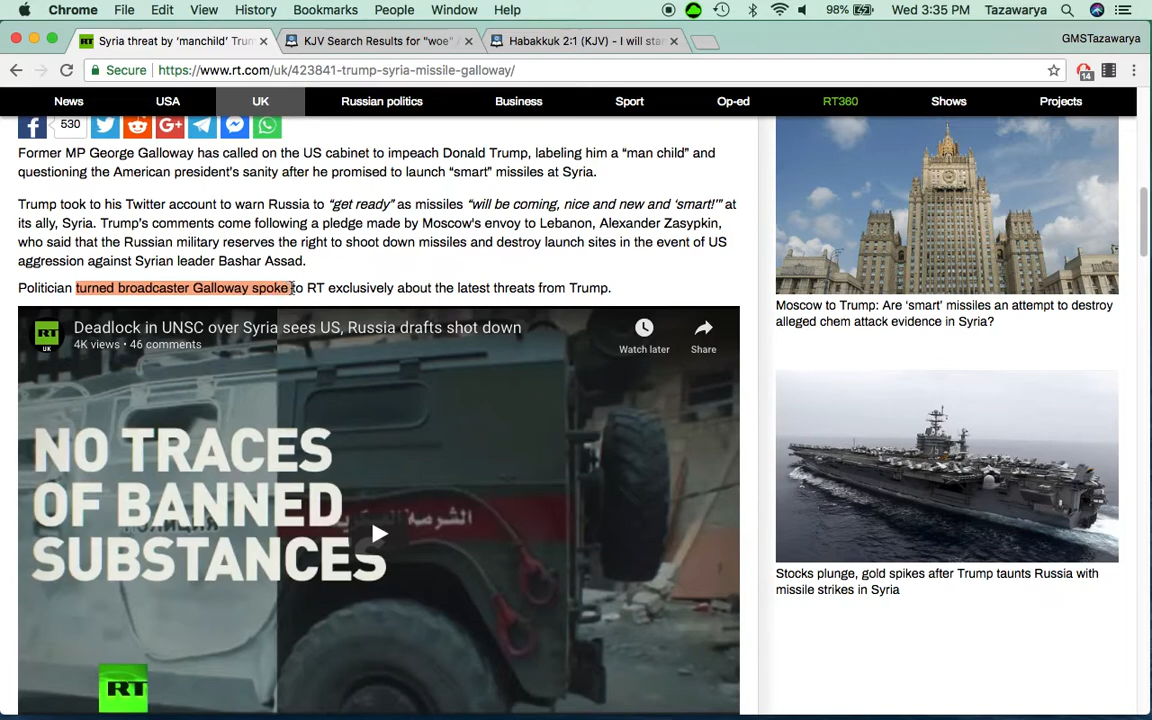 Chrome File Edit View History Bookmarks People Window Help 98% Wed 3:35 PM Tazawarya
Syria threat by ‘manchild’ Trum
KJV Search Results for "woe"
Habakkuk 2:1 (KJV) - I will stan
GMSTazawarya
Secure https://www.rt.com/uk/423841-trump-syria-missile-galloway/
14
News USA UK Russian politics Business Sport Op-ed RT360 Shows Projects
530
Former MP George Galloway has called on the US cabinet to impeach Donald Trump, labeling him a “man child” and
questioning the American president's sanity after he promised to launch “smart” missiles at Syria.
Trump took to his Twitter account to warn Russia to “get ready” as missiles “will be coming, nice and new and ‘smart!’” at
its ally, Syria. Trump’s comments come following a pledge made by Moscow's envoy to Lebanon, Alexander Zasypkin,
who said that the Russian military reserves the right to shoot down missiles and destroy launch sites in the event of US
aggression against Syrian leader Bashar Assad.
Politician turned broadcaster Galloway spoke to RT exclusively about the latest threats from Trump.
RT
UK
Deadlock in UNSC over Syria sees US, Russia drafts shot down
4K views • 46 comments
Watch later
Share
NO TRACES
OF BANNED
SUBSTANCES
RT
Moscow to Trump: Are ‘smart’ missiles an attempt to destroy
alleged chem attack evidence in Syria?
Stocks plunge, gold spikes after Trump taunts Russia with
missile strikes in Syria